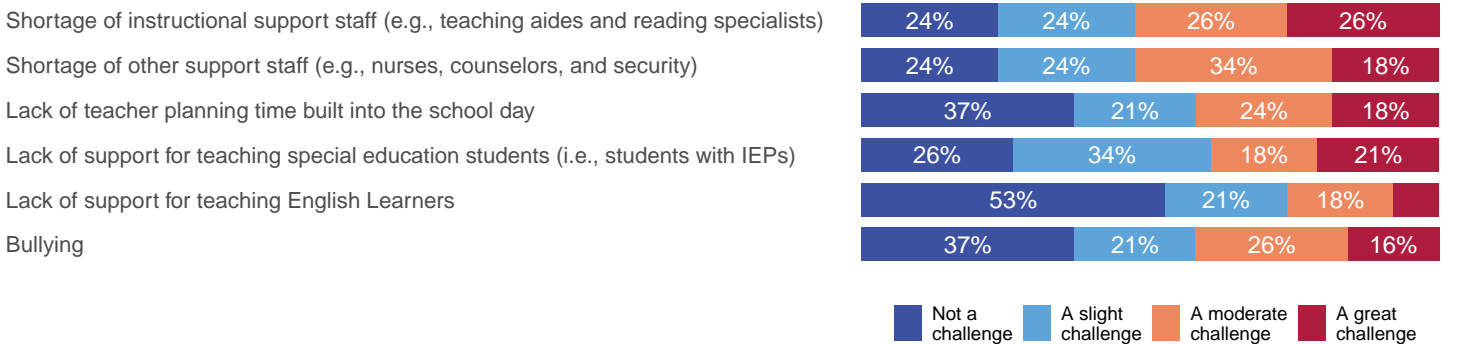 Shortage of instructional support staff (e.g., teaching aides and reading specialists) 24% 24% 26% 26%
Shortage of other support staff (e.g., nurses, counselors, and security) 24% 24% 34% 18%
Lack of teacher planning time built into the school day 37% 21% 24% 18%
Lack of support for teaching special education students (i.e., students with IEPs) 26% 34% 18% 21%
Lack of support for teaching English Learners 53% 21% 18%
Bullying 37% 21% 26% 16%
Not a challenge
A slight challenge
A moderate challenge
A great challenge